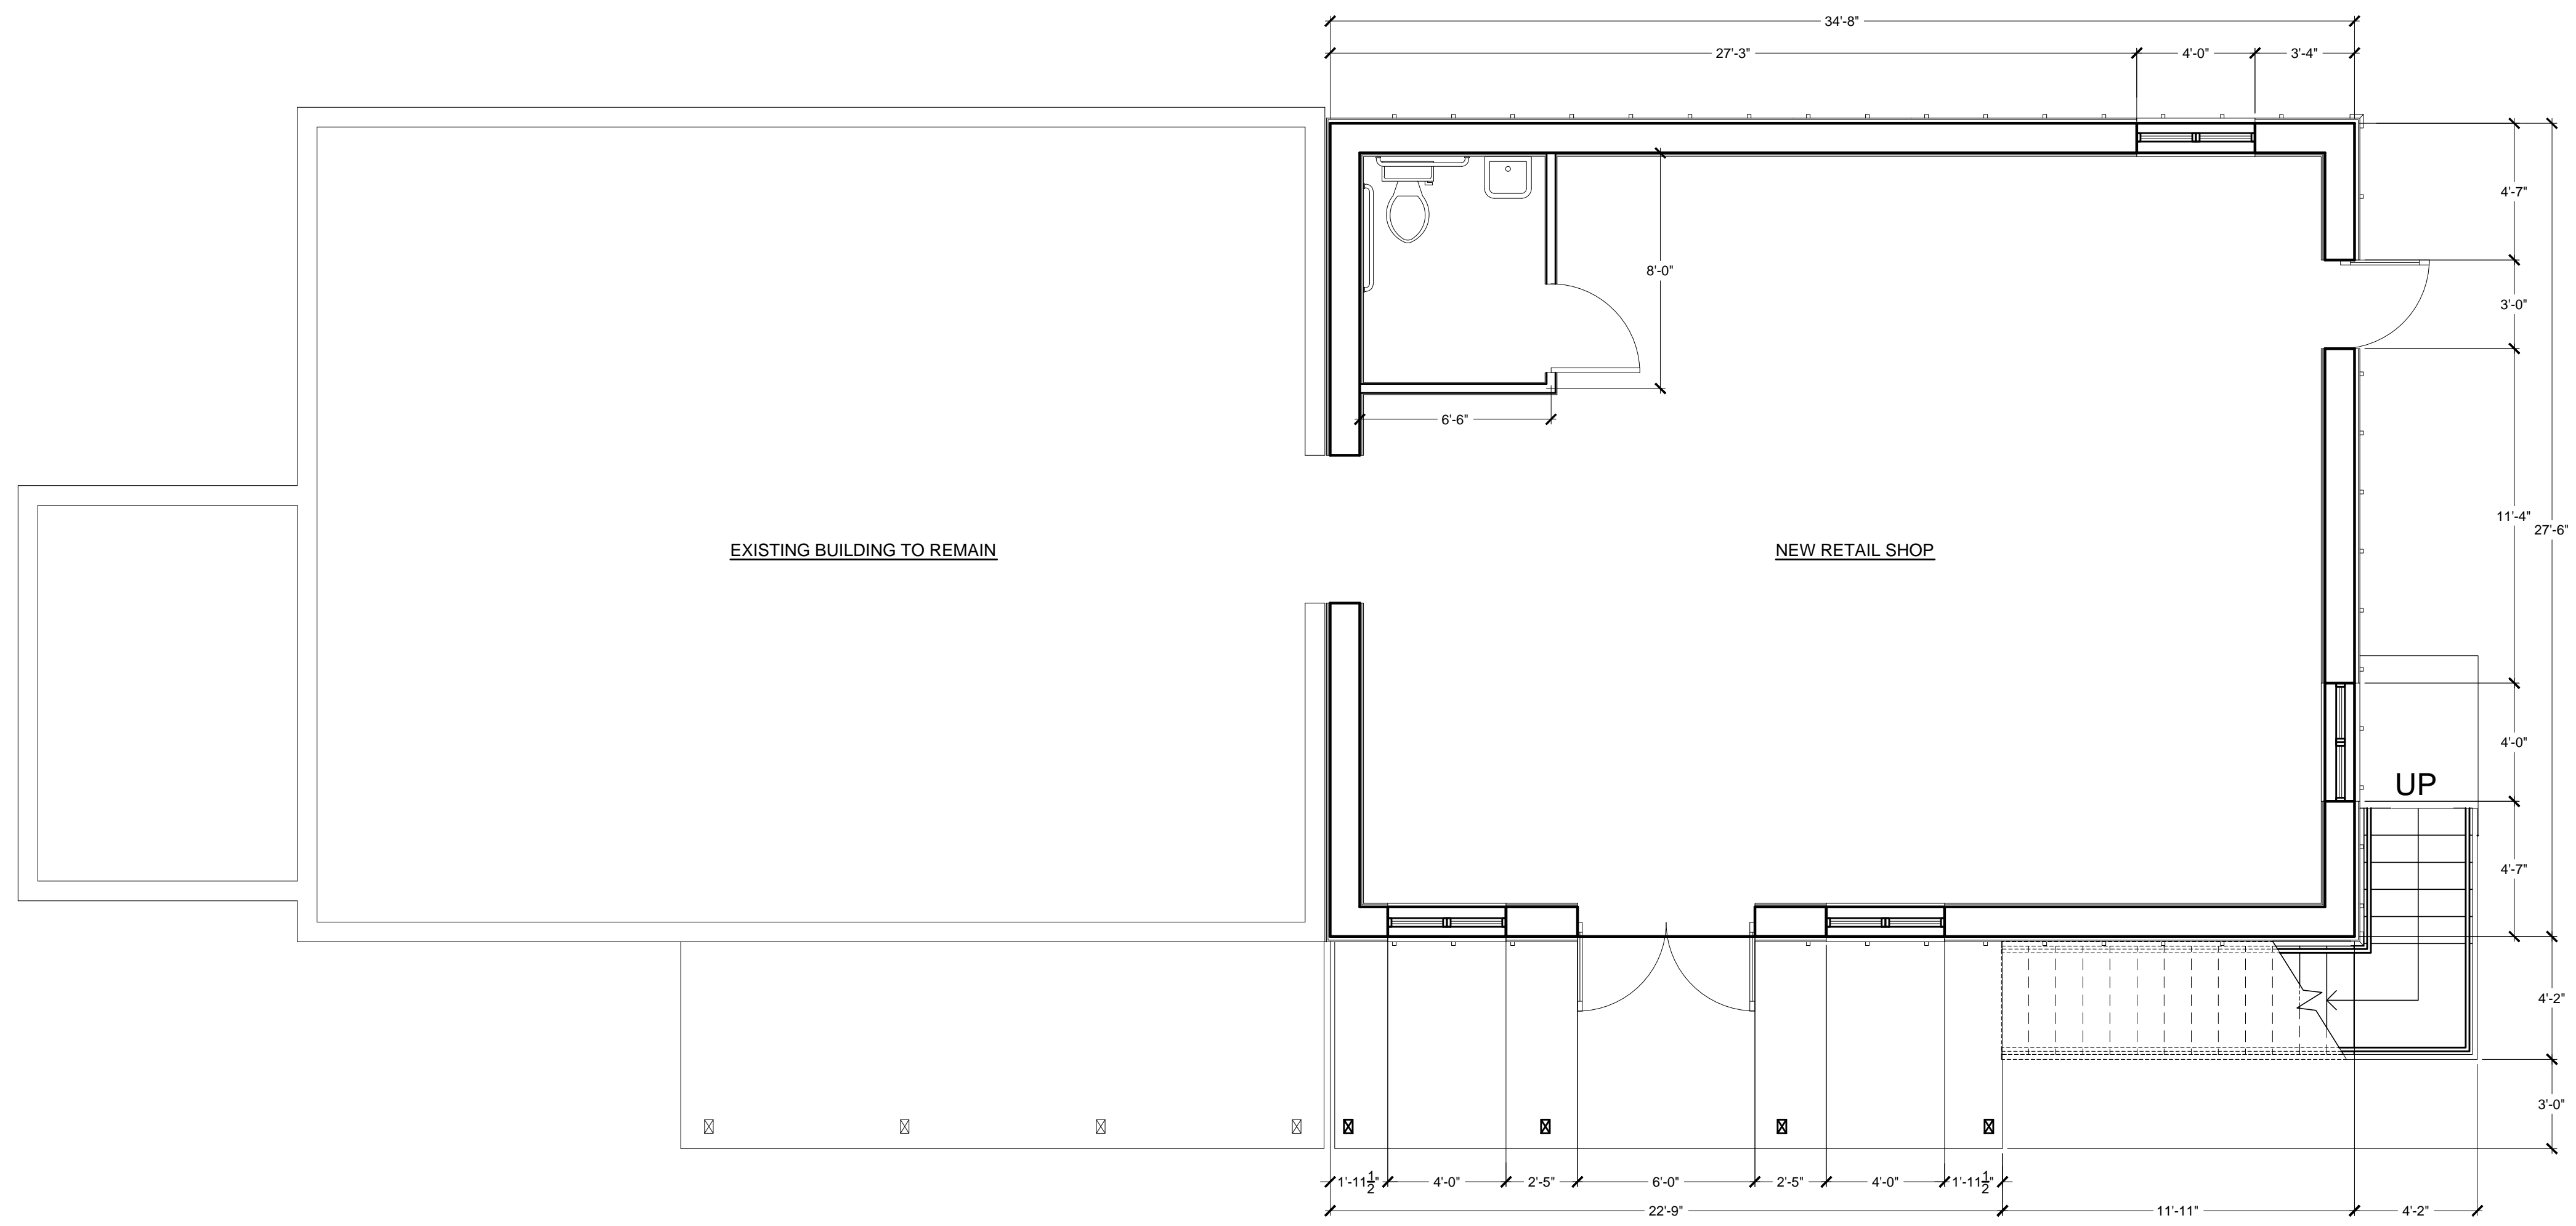 34'-8"
27'-3" 4'-0" 3'-4"
4'-7"
8'-0"
3'-0"
6'-6"
11'-4"
27'-6"
EXISTING BUILDING TO REMAIN NEW RETAIL SHOP
4'-0"
UP
4'-7"
4'-2"
3'-0"
1'-11 1/2" 4'-0" 2'-5" 6'-0" 2'-5" 4'-0" 1'-11 1/2"
22'-9" 11'-11" 4'-2"